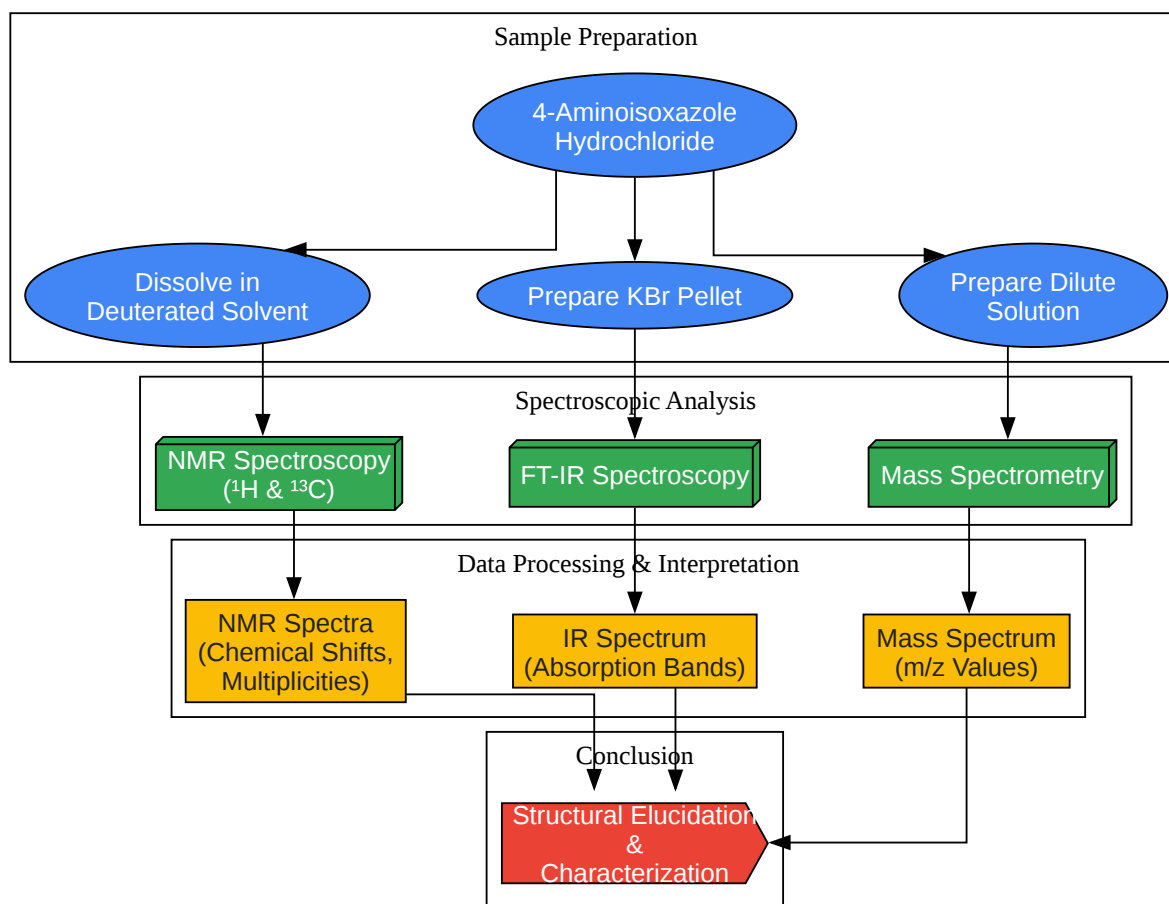 Sample Preparation
4-Aminoisoxazole
Hydrochloride
Dissolve in
Deuterated Solvent
Prepare KBr Pellet
Prepare Dilute
Solution
Spectroscopic Analysis
NMR Spectroscopy
(¹H & ¹³C)
FT-IR Spectroscopy
Mass Spectrometry
Data Processing & Interpretation
NMR Spectra
(Chemical Shifts,
Multiplicities)
IR Spectrum
(Absorption Bands)
Mass Spectrum
(m/z Values)
Conclusion
Structural Elucidation
&
Characterization